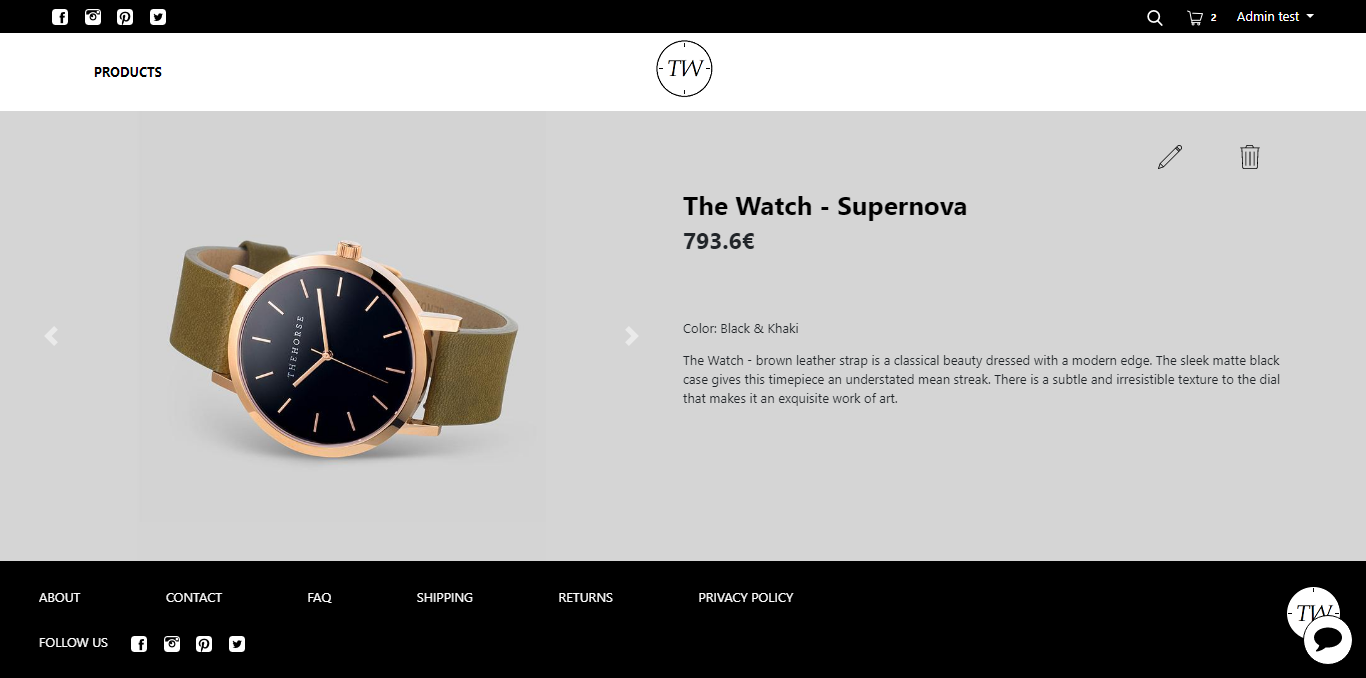 2 Admin test
PRODUCTS
TW
The Watch - Supernova
793.6€
THEHORSE
Color: Black & Khaki
The Watch - brown leather strap is a classical beauty dressed with a modern edge. The sleek matte black
case gives this timepiece an understated mean streak. There is a subtle and irresistible texture to the dial
that makes it an exquisite work of art.
ABOUT CONTACT FAQ SHIPPING RETURNS PRIVACY POLICY
TW
FOLLOW US